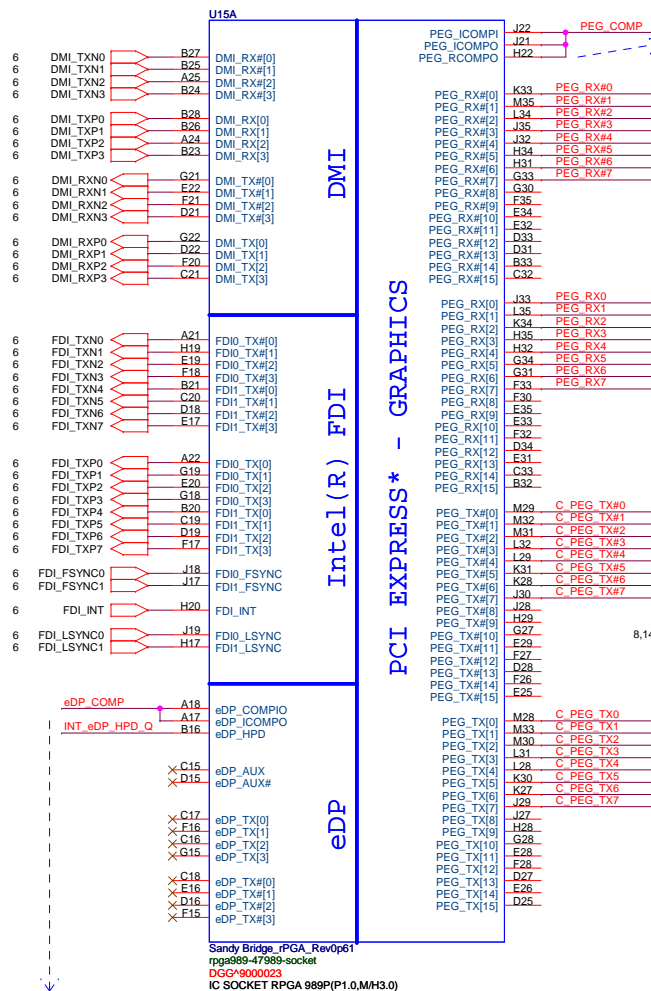 U15A
6 DMI_TXN0 B27 DMI_RX#[0]
6 DMI_TXN1 B25 DMI_RX#[1]
6 DMI_TXN2 A25 DMI_RX#[2]
6 DMI_TXN3 B24 DMI_RX#[3]
6 DMI_TXP0 B28 DMI_RX[0]
6 DMI_TXP1 B26 DMI_RX[1]
6 DMI_TXP2 A24 DMI_RX[2]
6 DMI_TXP3 B23 DMI_RX[3]
6 DMI_RXN0 G21 DMI_TX#[0]
6 DMI_RXN1 E22 DMI_TX#[1]
6 DMI_RXN2 F21 DMI_TX#[2]
6 DMI_RXN3 D21 DMI_TX#[3]
6 DMI_RXP0 G22 DMI_TX[0]
6 DMI_RXP1 D22 DMI_TX[1]
6 DMI_RXP2 F20 DMI_TX[2]
6 DMI_RXP3 C21 DMI_TX[3]
DMI
6 FDI_TXN0 A21 FDI0_TX#[0]
6 FDI_TXN1 H19 FDI0_TX#[1]
6 FDI_TXN2 E19 FDI0_TX#[2]
6 FDI_TXN3 F18 FDI0_TX#[3]
6 FDI_TXN4 B21 FDI1_TX#[0]
6 FDI_TXN5 C20 FDI1_TX#[1]
6 FDI_TXN6 D18 FDI1_TX#[2]
6 FDI_TXN7 E17 FDI1_TX#[3]
6 FDI_TXP0 A22 FDI0_TX[0]
6 FDI_TXP1 G19 FDI0_TX[1]
6 FDI_TXP2 E20 FDI0_TX[2]
6 FDI_TXP3 G18 FDI0_TX[3]
6 FDI_TXP4 B20 FDI1_TX[0]
6 FDI_TXP5 C19 FDI1_TX[1]
6 FDI_TXP6 D19 FDI1_TX[2]
6 FDI_TXP7 F17 FDI1_TX[3]
6 FDI_FSYNC0 J18 FDI0_FSYNC
6 FDI_FSYNC1 J17 FDI1_FSYNC
6 FDI_INT H20 FDI_INT
6 FDI_LSYNC0 J19 FDI0_LSYNC
6 FDI_LSYNC1 H17 FDI1_LSYNC
Intel(R) FDI
eDP_COMP A18 eDP_COMPIO
A17 eDP_ICOMPO
INT_eDP_HPD_Q B16 eDP_HPD
C15 eDP_AUX
D15 eDP_AUX#
C17 eDP_TX[0]
F16 eDP_TX[1]
C16 eDP_TX[2]
G15 eDP_TX[3]
C18 eDP_TX#[0]
E16 eDP_TX#[1]
D16 eDP_TX#[2]
F15 eDP_TX#[3]
eDP
PCI EXPRESS* - GRAPHICS
PEG_ICOMPI J22 PEG_COMP
PEG_ICOMPO J21
PEG_RCOMPO H22
PEG_RX#[0] K33 PEG_RX#0
PEG_RX#[1] M35 PEG_RX#1
PEG_RX#[2] L34 PEG_RX#2
PEG_RX#[3] J35 PEG_RX#3
PEG_RX#[4] J32 PEG_RX#4
PEG_RX#[5] H34 PEG_RX#5
PEG_RX#[6] H31 PEG_RX#6
PEG_RX#[7] G33 PEG_RX#7
PEG_RX#[8] G30
PEG_RX#[9] F35
PEG_RX#[10] E34
PEG_RX#[11] E32
PEG_RX#[12] D33
PEG_RX#[13] D31
PEG_RX#[14] B33
PEG_RX#[15] C32
PEG_RX[0] J33 PEG_RX0
PEG_RX[1] L35 PEG_RX1
PEG_RX[2] K34 PEG_RX2
PEG_RX[3] H35 PEG_RX3
PEG_RX[4] H32 PEG_RX4
PEG_RX[5] G34 PEG_RX5
PEG_RX[6] G31 PEG_RX6
PEG_RX[7] F33 PEG_RX7
PEG_RX[8] F30
PEG_RX[9] E35
PEG_RX[10] E33
PEG_RX[11] F32
PEG_RX[12] D34
PEG_RX[13] E31
PEG_RX[14] C33
PEG_RX[15] B32
PEG_TX#[0] M29 C_PEG_TX#0
PEG_TX#[1] M32 C_PEG_TX#1
PEG_TX#[2] M31 C_PEG_TX#2
PEG_TX#[3] L32 C_PEG_TX#3
PEG_TX#[4] L29 C_PEG_TX#4
PEG_TX#[5] K31 C_PEG_TX#5
PEG_TX#[6] K28 C_PEG_TX#6
PEG_TX#[7] J30 C_PEG_TX#7
PEG_TX#[8] J28
PEG_TX#[9] H29
PEG_TX#[10] G27
PEG_TX#[11] E29
PEG_TX#[12] F27
PEG_TX#[13] D28
PEG_TX#[14] F26
PEG_TX#[15] E25
8,14
PEG_TX[0] M28 C_PEG_TX0
PEG_TX[1] M33 C_PEG_TX1
PEG_TX[2] M30 C_PEG_TX2
PEG_TX[3] L31 C_PEG_TX3
PEG_TX[4] L28 C_PEG_TX4
PEG_TX[5] K30 C_PEG_TX5
PEG_TX[6] K27 C_PEG_TX6
PEG_TX[7] J29 C_PEG_TX7
PEG_TX[8] J27
PEG_TX[9] H28
PEG_TX[10] G28
PEG_TX[11] E28
PEG_TX[12] F28
PEG_TX[13] D27
PEG_TX[14] E26
PEG_TX[15] D25
Sandy Bridge_rPGA_Rev0p61
rpga989-47989-socket
DGG^9000023
IC SOCKET RPGA 989P(P1.0,M/H3.0)